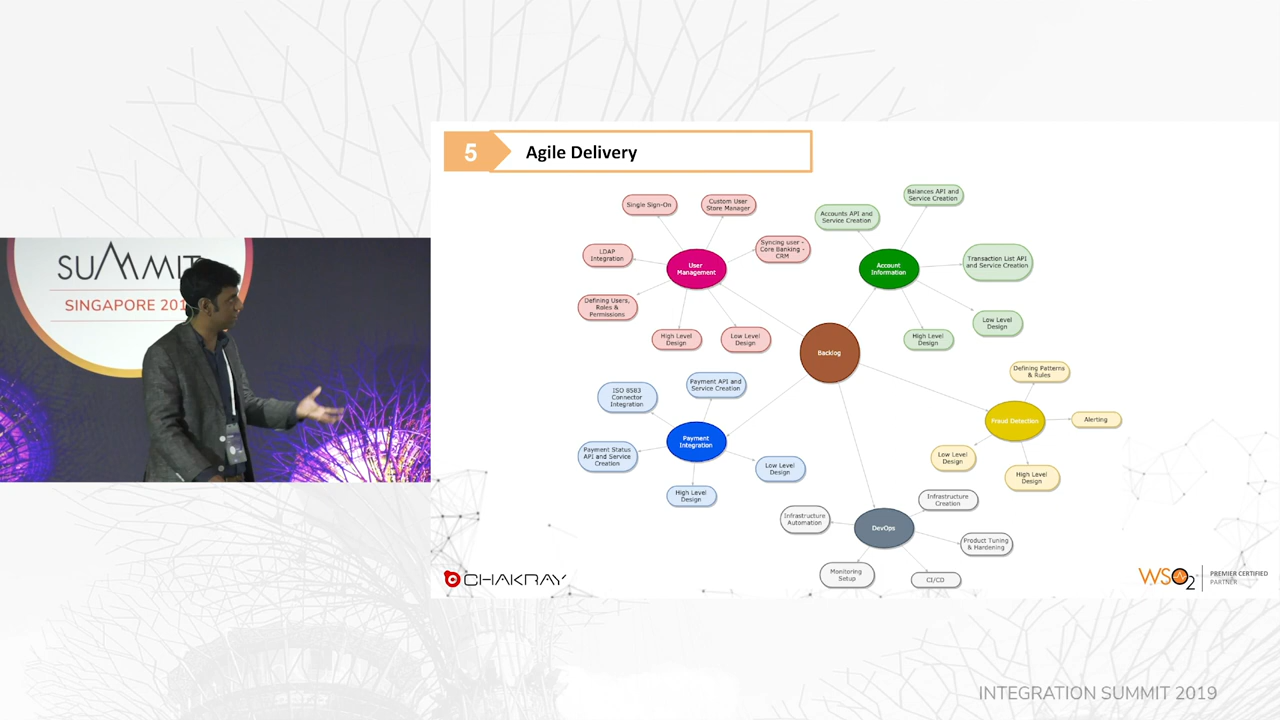 5
Agile Delivery
SUMMIT
SINGAPORE 201
Single Sign-On
Custom User
Store Manager
LDAP
Integration
User
Management
Syncing user -
Core Banking -
CRM
Defining Users,
Roles &
Permissions
High Level
Design
Low Level
Design
Balances API and
Service Creation
Accounts API and
Service Creation
Account
Information
Transaction List API
and Service Creation
Low Level
Design
High Level
Design
Backlog
ISO 8583
Connector
Integration
Payment API and
Service Creation
Payment
Integration
Payment Status
API and Service
Creation
Low Level
Design
High Level
Design
Defining Patterns
& Rules
Fraud Detection
Alerting
Low Level
Design
High Level
Design
Infrastructure
Creation
Infrastructure
Automation
DevOps
Product Tuning
& Hardening
Monitoring
Setup
CI/CD
CHAKRAY
WSO2
PREMIER CERTIFIED
PARTNER
INTEGRATION SUMMIT 2019